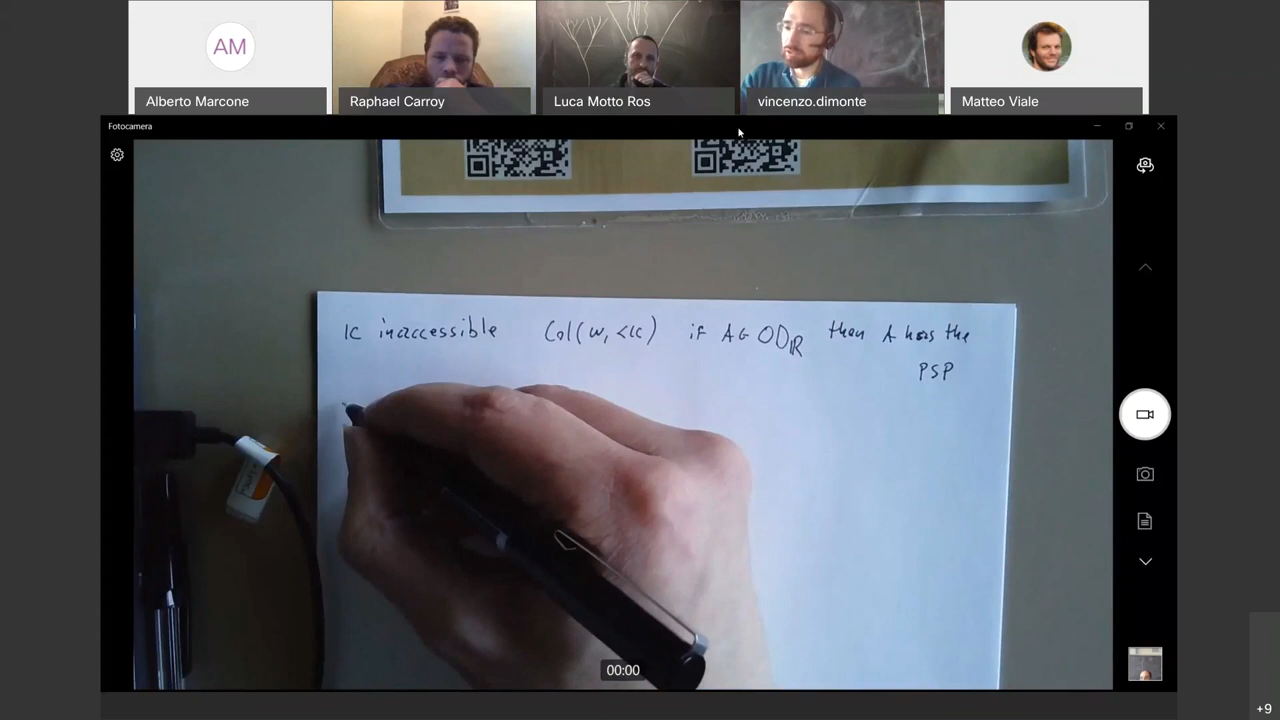 AM
Alberto Marcone
Raphael Carroy
Luca Motto Ros
vincenzo.dimonte
Matteo Viale
Fotocamera
κ inaccessible Col(ω, <κ) if A ∈ OD_ℝ then A has the
PSP
00:00
+9